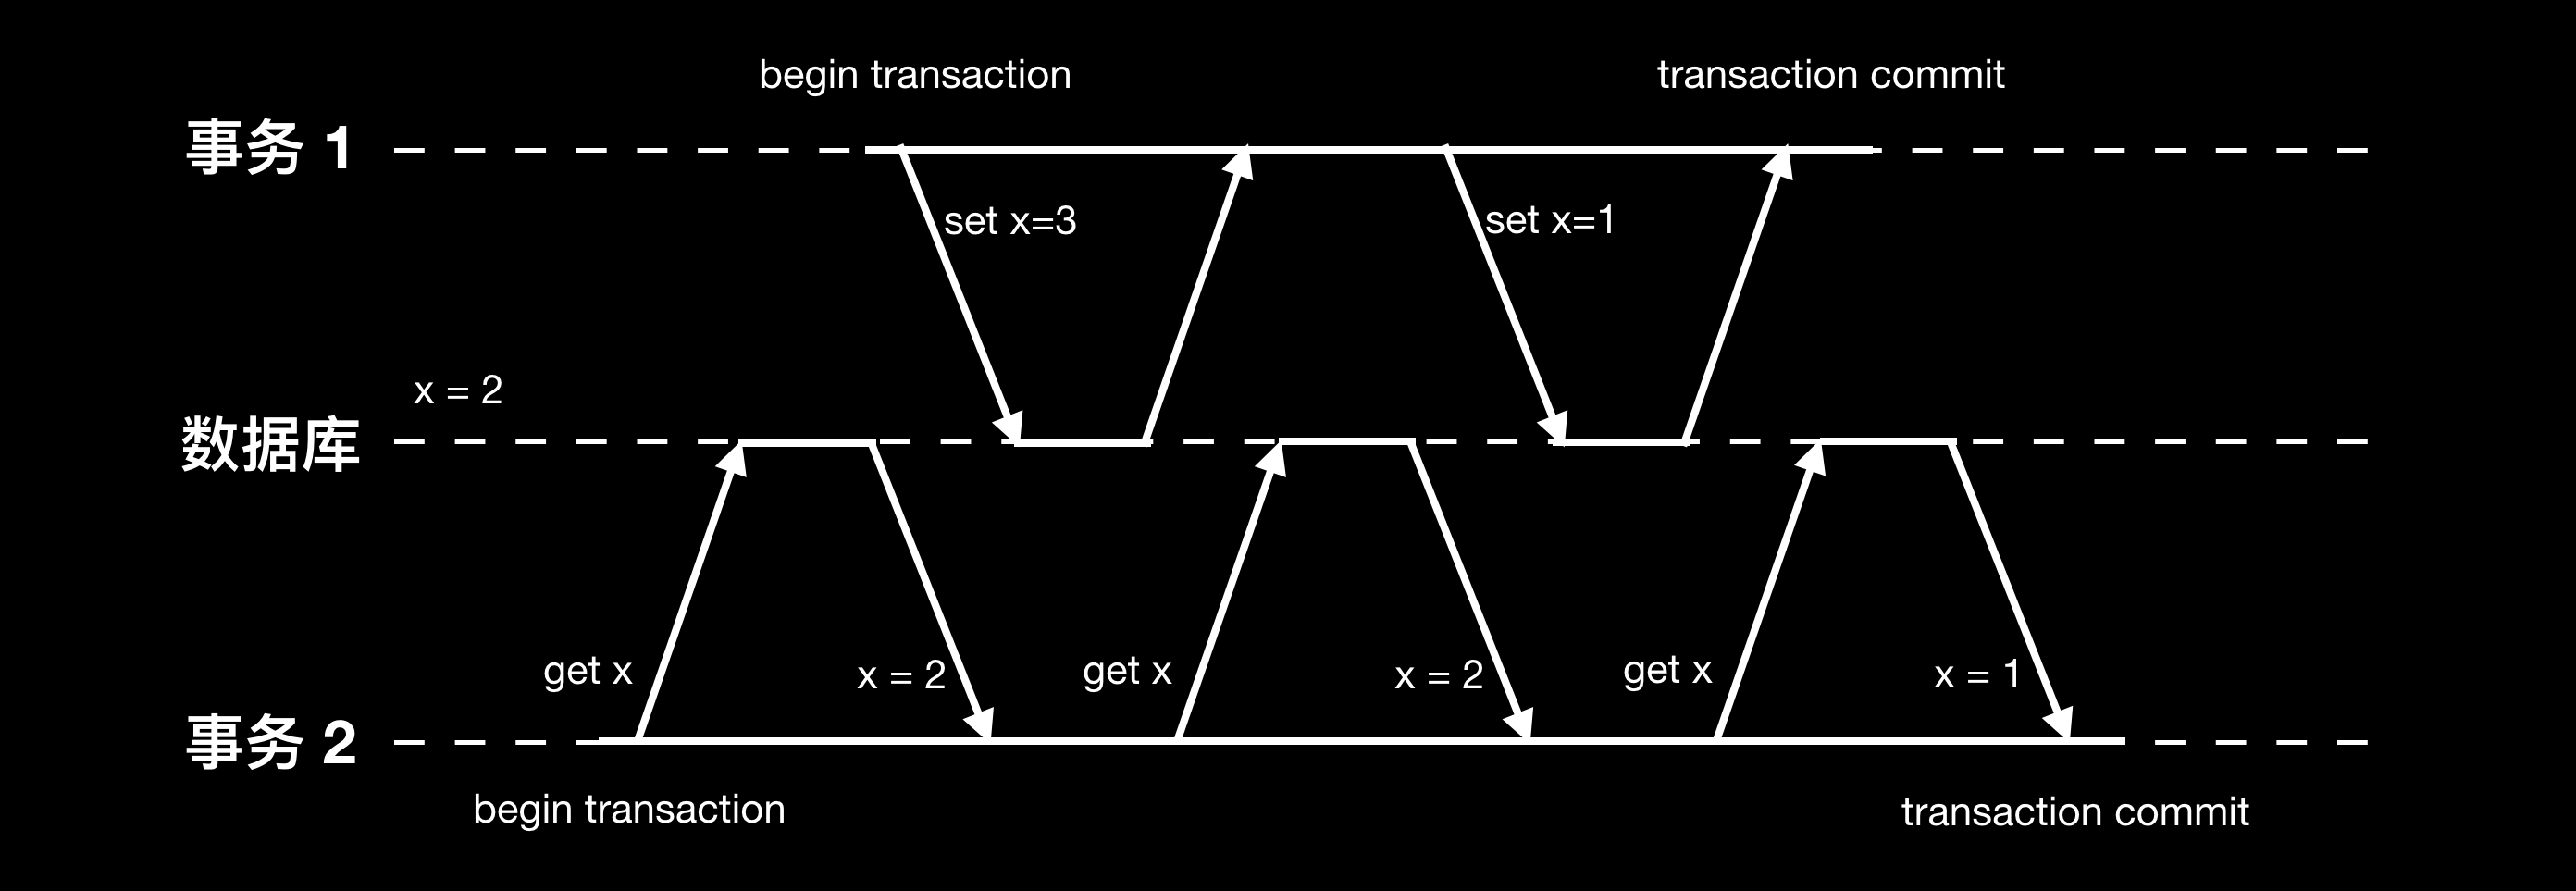 begin transaction
transaction commit
事务 1
set x=3
set x=1
x = 2
数据库
get x
x = 2
get x
x = 2
get x
x = 1
事务 2
begin transaction
transaction commit